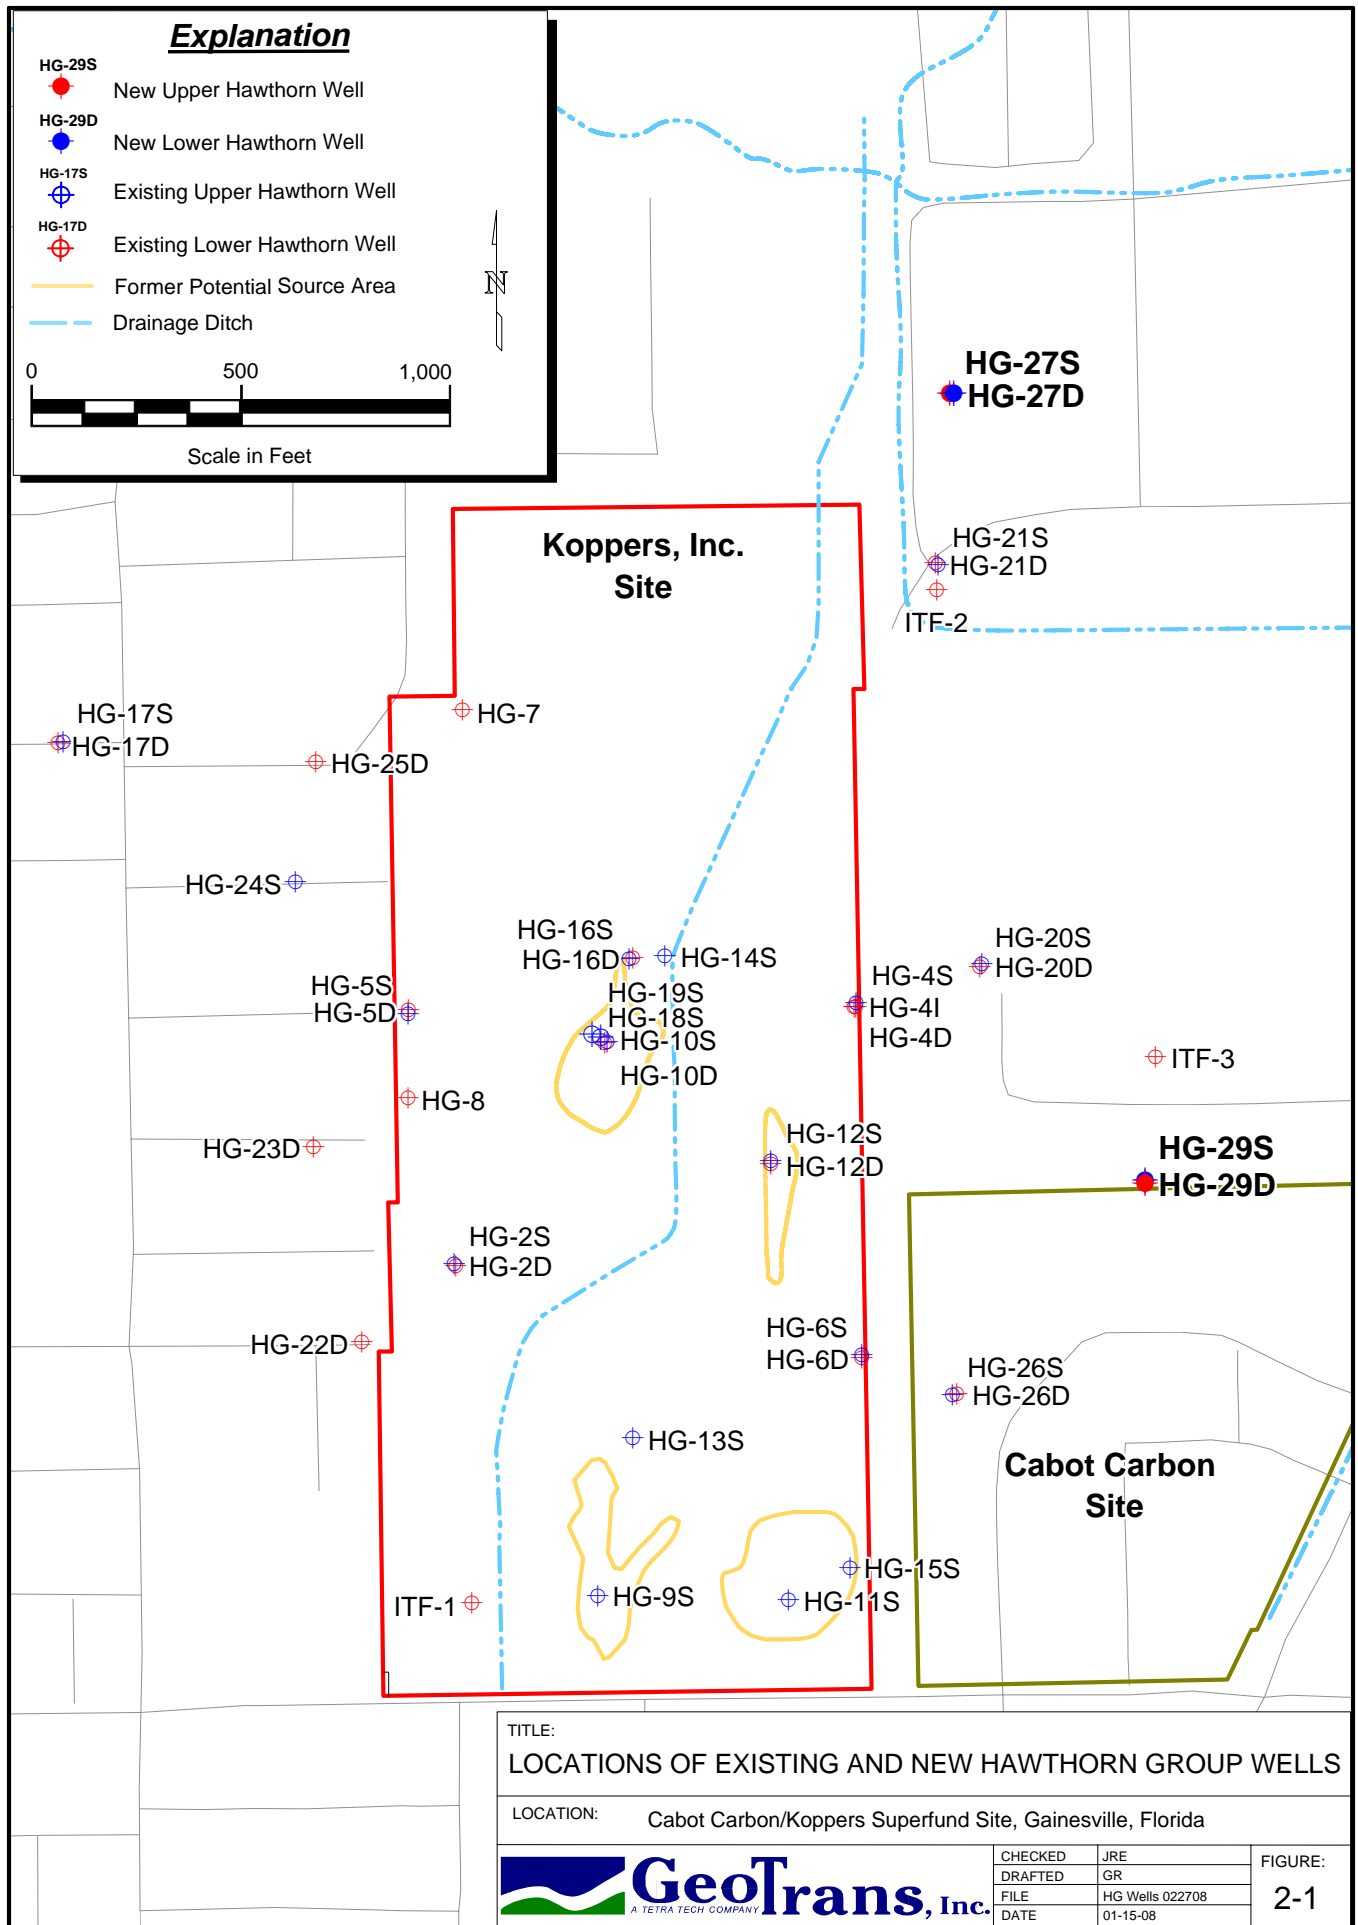 Explanation
HG-29S
New Upper Hawthorn Well
HG-29D
New Lower Hawthorn Well
HG-17S
Existing Upper Hawthorn Well
HG-17D
Existing Lower Hawthorn Well
Former Potential Source Area
Drainage Ditch
N
0 500 1,000
Scale in Feet
HG-27S
HG-27D
Koppers, Inc.
Site
HG-21S
HG-21D
ITF-2
HG-7
HG-17S
HG-17D
HG-25D
HG-24S
HG-16S
HG-16D
HG-14S
HG-20S
HG-20D
HG-5S
HG-5D
HG-19S
HG-18S
HG-10S
HG-10D
HG-4S
HG-4I
HG-4D
ITF-3
HG-8
HG-23D
HG-12S
HG-12D
HG-29S
HG-29D
HG-2S
HG-2D
HG-22D
HG-6S
HG-6D
HG-26S
HG-26D
HG-13S
Cabot Carbon
Site
HG-15S
HG-9S
HG-11S
ITF-1
TITLE:
LOCATIONS OF EXISTING AND NEW HAWTHORN GROUP WELLS
LOCATION: Cabot Carbon/Koppers Superfund Site, Gainesville, Florida
GeoTrans, Inc.
A TETRA TECH COMPANY
CHECKED JRE
DRAFTED GR
FILE HG Wells 022708
DATE 01-15-08
FIGURE:
2-1